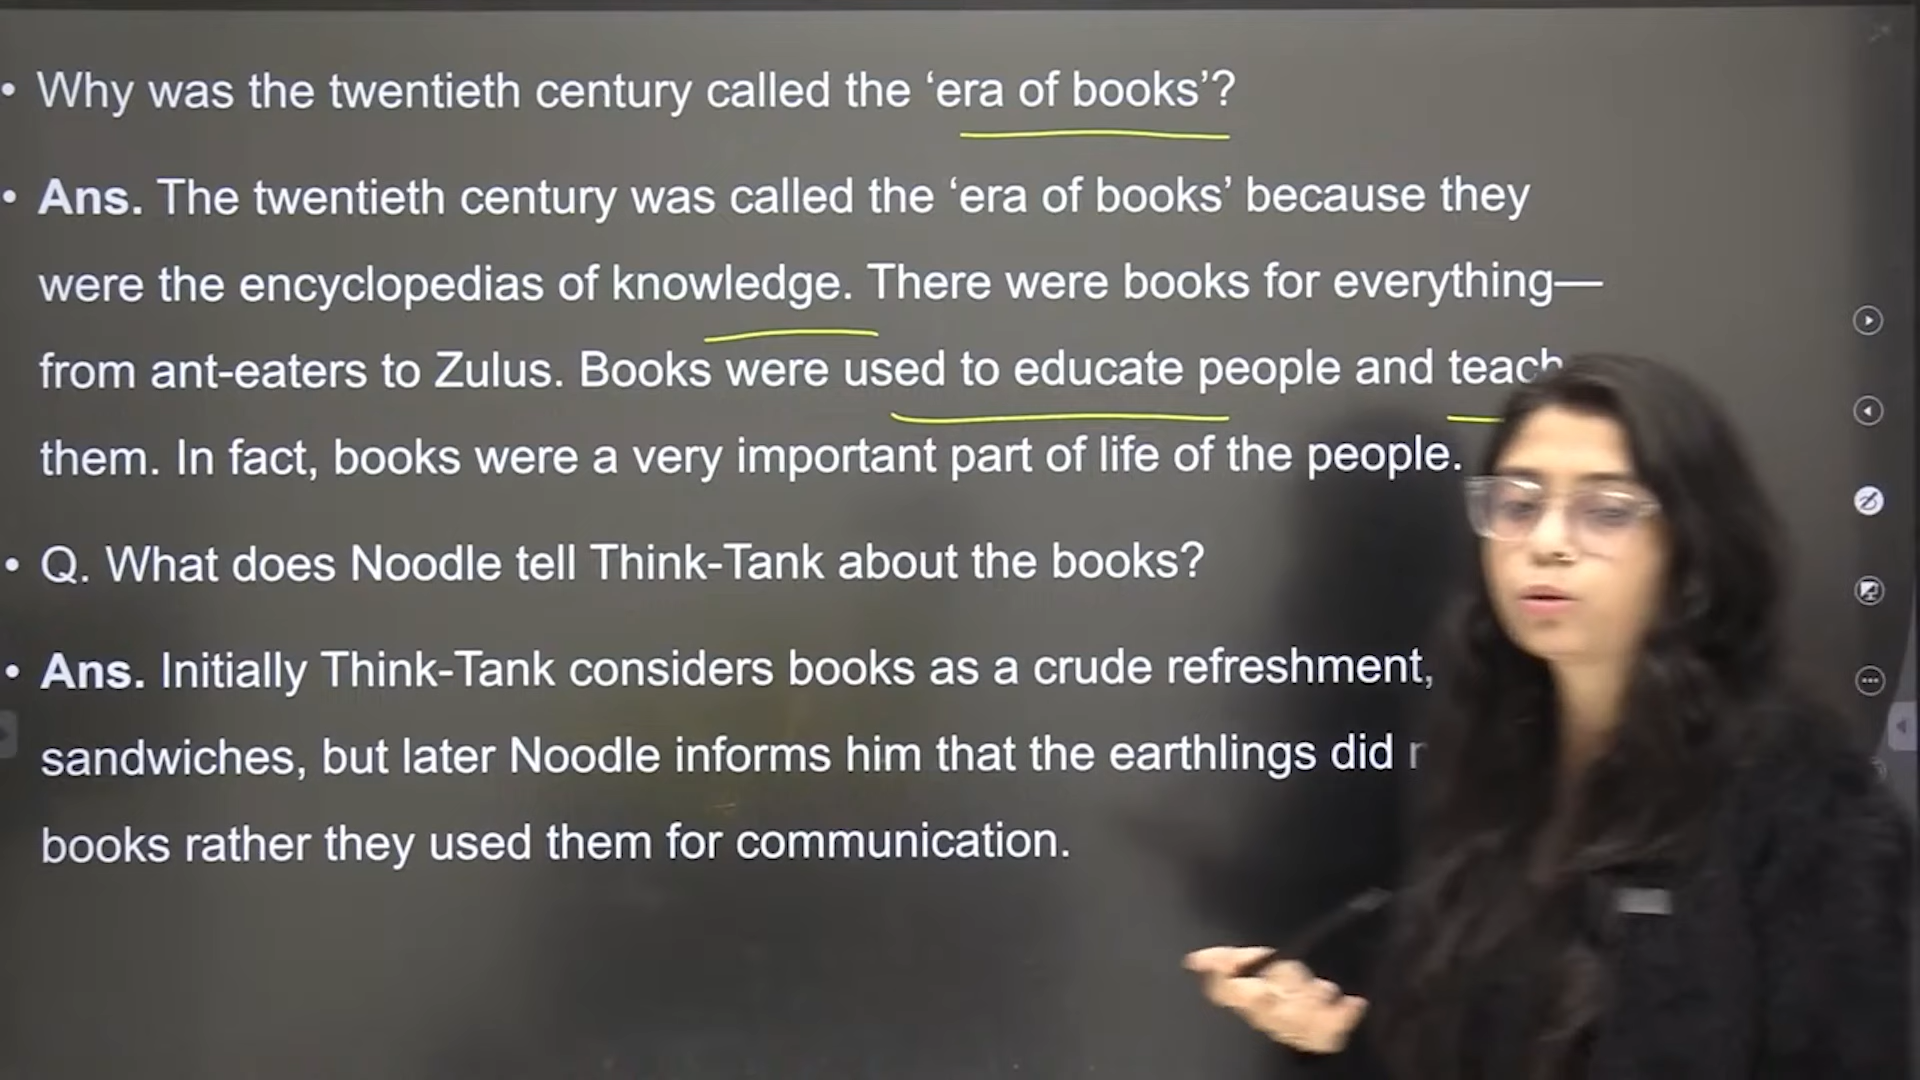 • Why was the twentieth century called the ‘era of books’?
• Ans. The twentieth century was called the ‘era of books’ because they
were the encyclopedias of knowledge. There were books for everything—
from ant-eaters to Zulus. Books were used to educate people and teach
them. In fact, books were a very important part of life of the people.
• Q. What does Noodle tell Think-Tank about the books?
• Ans. Initially Think-Tank considers books as a crude refreshment,
sandwiches, but later Noodle informs him that the earthlings did
books rather they used them for communication.